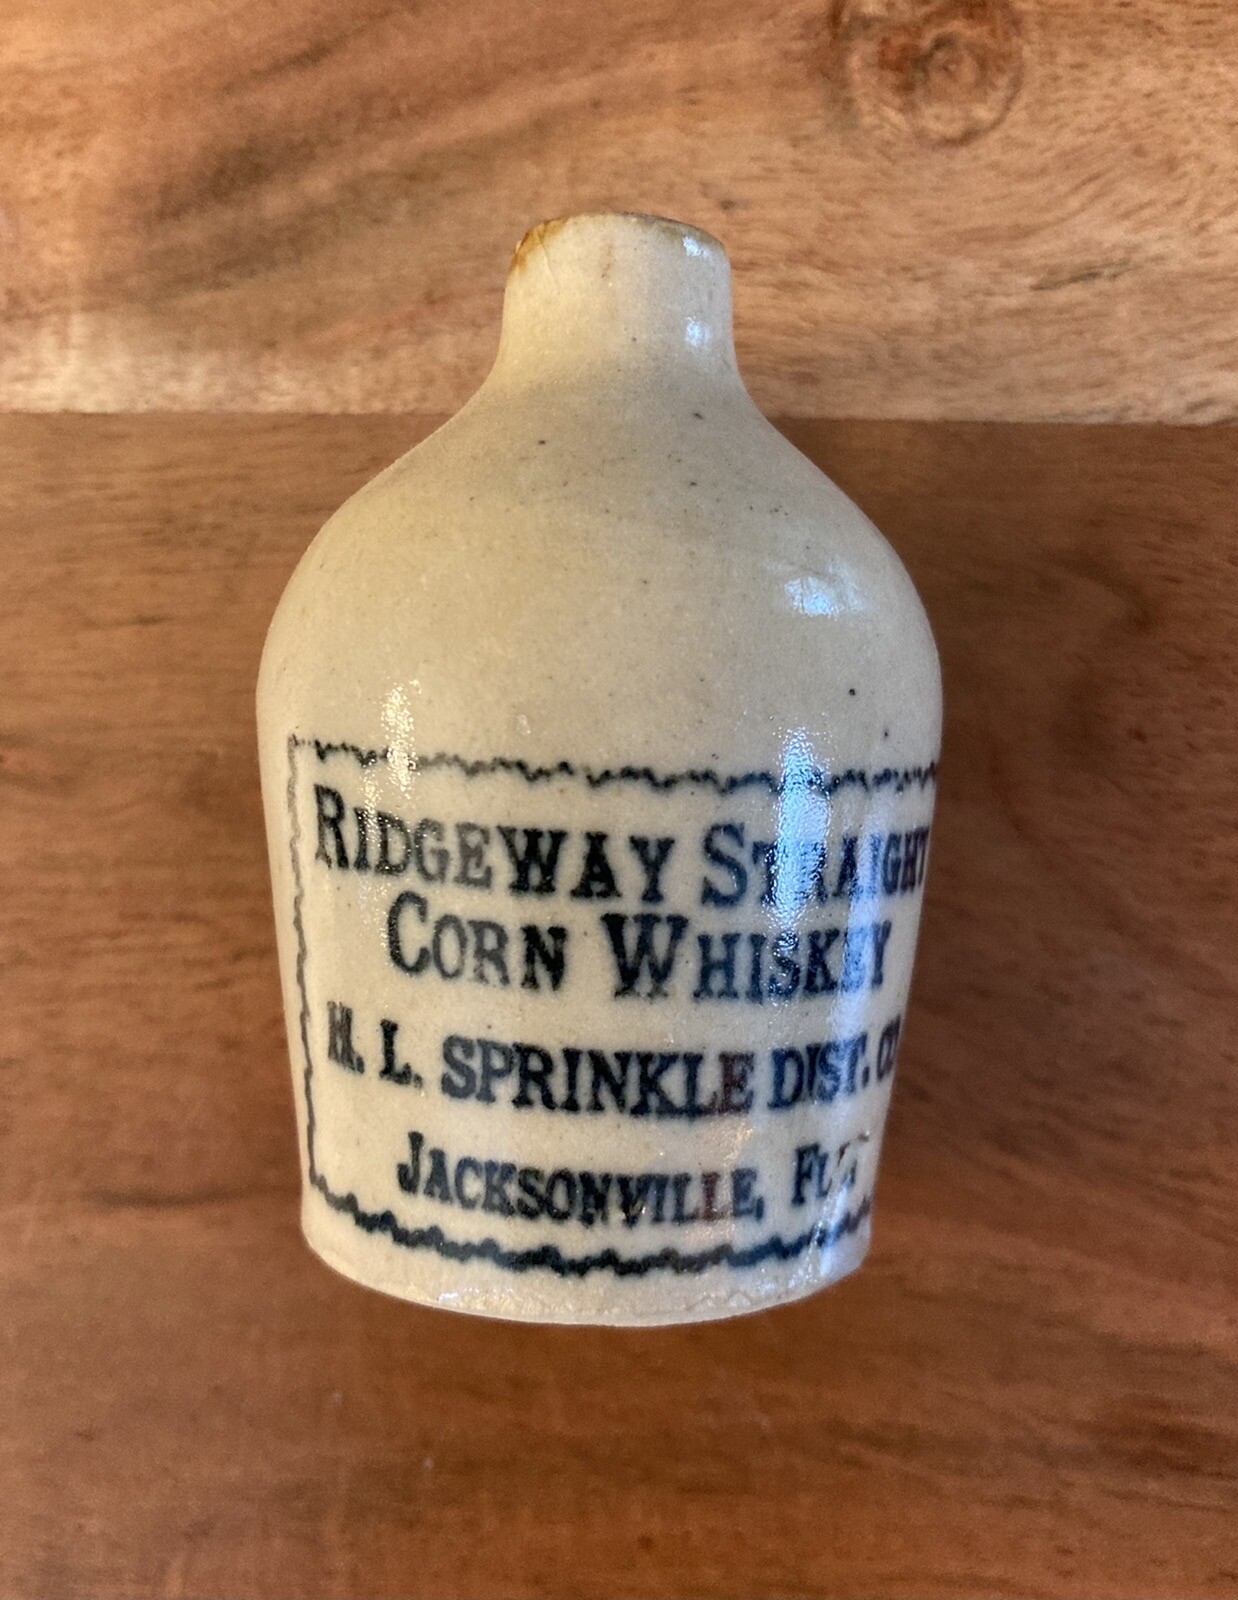 RIDGEWAY STRAIGHT
CORN WHISKEY
H. L. SPRINKLE DIST. CO.
JACKSONVILLE, FLA